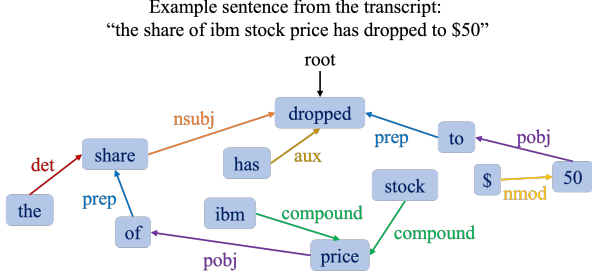 Example sentence from the transcript:
“the share of ibm stock price has dropped to $50”
root
dropped
nsubj
prep
to
pobj
share
has
aux
det
stock
$
nmod
50
the
prep
ibm
compound
compound
of
pobj
price